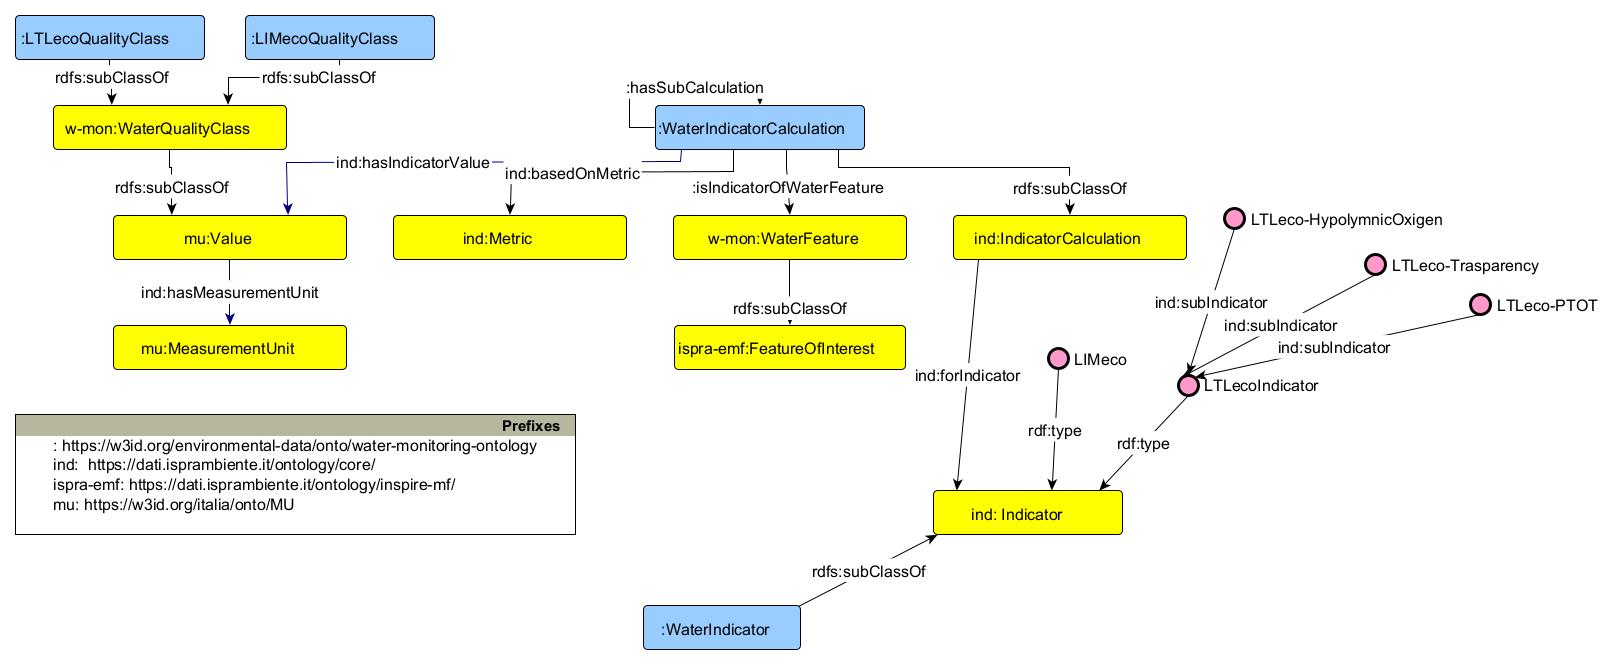 :LTLecoQualityClass
:LIMecoQualityClass
rdfs:subClassOf
rdfs:subClassOf
:hasSubCalculation
w-mon:WaterQualityClass
:WaterIndicatorCalculation
ind:hasIndicatorValue
ind:basedOnMetric
rdfs:subClassOf
:isIndicatorOfWaterFeature
rdfs:subClassOf
mu:Value
ind:Metric
w-mon:WaterFeature
ind:IndicatorCalculation
LTLeco-HypolymnicOxigen
LTLeco-Trasparency
ind:hasMeasurementUnit
rdfs:subClassOf
ind:subIndicator
LTLeco-PTOT
ind:subIndicator
ind:subIndicator
mu:MeasurementUnit
ispra-emf:FeatureOfInterest
ind:forIndicator
LIMeco
LTLecoIndicator
rdf:type
rdf:type
Prefixes
: https://w3id.org/environmental-data/onto/water-monitoring-ontology
ind:  https://dati.isprambiente.it/ontology/core/
ispra-emf: https://dati.isprambiente.it/ontology/inspire-mf/
mu: https://w3id.org/italia/onto/MU
ind: Indicator
rdfs:subClassOf
:WaterIndicator